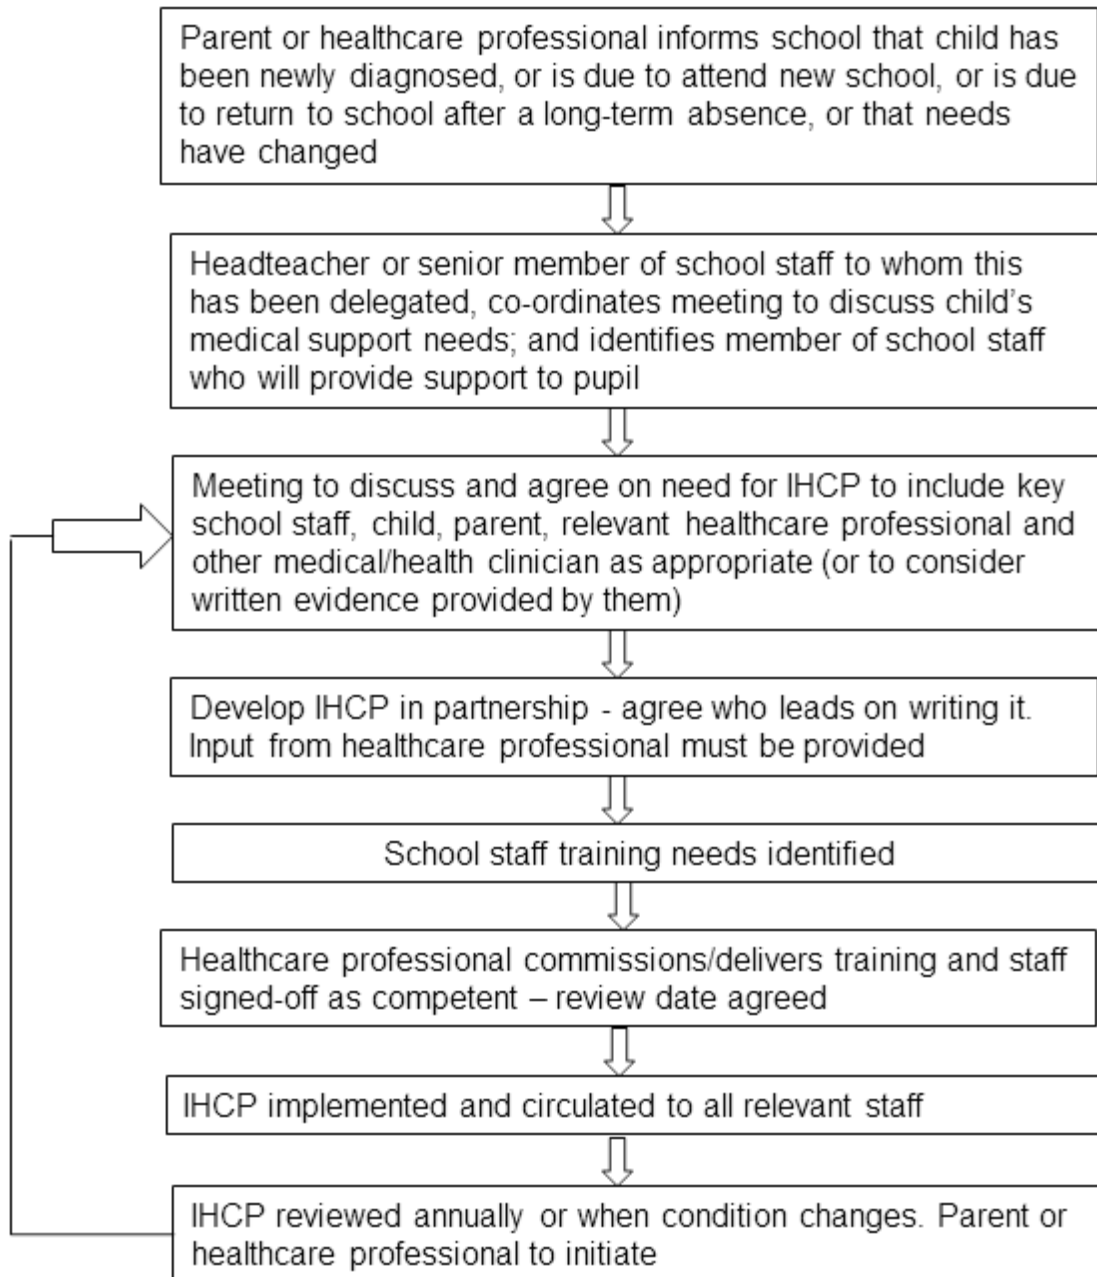 Parent or healthcare professional informs school that child has
been newly diagnosed, or is due to attend new school, or is due
to return to school after a long-term absence, or that needs
have changed
Headteacher or senior member of school staff to whom this
has been delegated, co-ordinates meeting to discuss child's
medical support needs; and identifies member of school staff
who will provide support to pupil
Meeting to discuss and agree on need for IHCP to include key
school staff, child, parent, relevant healthcare professional and
other medical/health clinician as appropriate (or to consider
written evidence provided by them)
Develop IHCP in partnership - agree who leads on writing it.
Input from healthcare professional must be provided
School staff training needs identified
Healthcare professional commissions/delivers training and staff
signed-off as competent – review date agreed
IHCP implemented and circulated to all relevant staff
IHCP reviewed annually or when condition changes. Parent or
healthcare professional to initiate